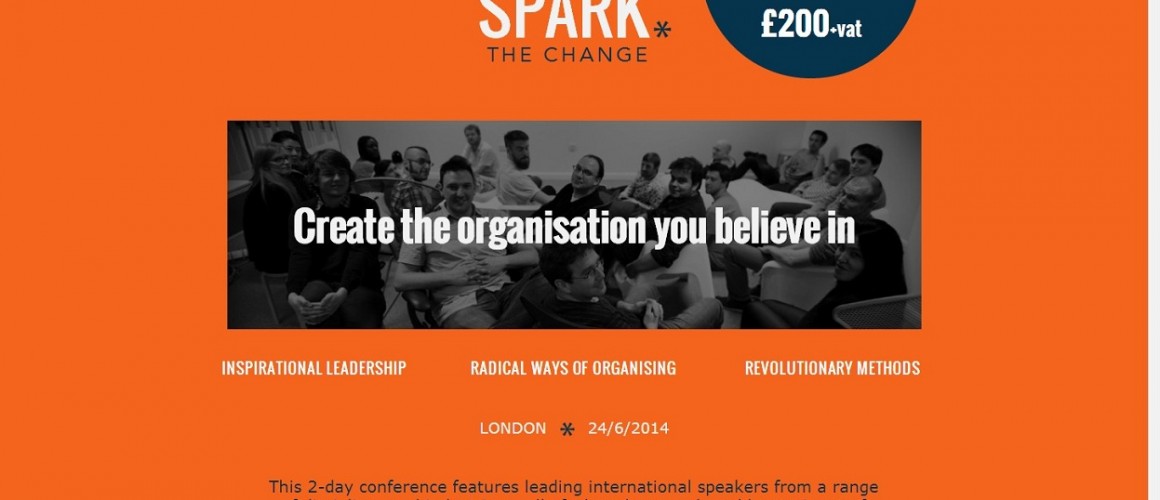 SPARK*
£200+vat
THE CHANGE
Create the organisation you believe in
INSPIRATIONAL LEADERSHIP
RADICAL WAYS OF ORGANISING
REVOLUTIONARY METHODS
LONDON * 24/6/2014
This 2-day conference features leading international speakers from a range